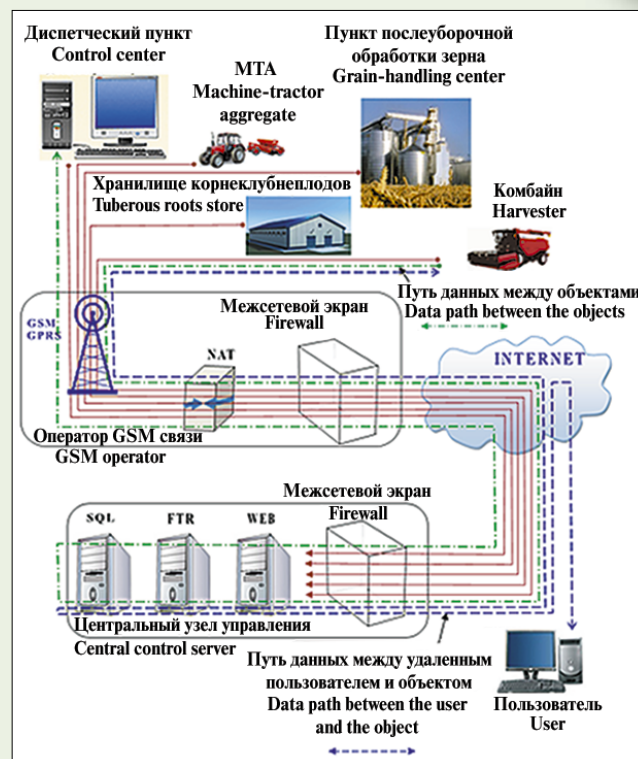 Диспетческий пункт
Control center
МТА
Machine-tractor
aggregate
Пункт послеуборочной
обработки зерна
Grain-handling center
Хранилище корнеклубнеплодов
Tuberous roots store
Комбайн
Harvester
Путь данных между объектами
Data path between the objects
GSM
GPRS
Межсетевой экран
Firewall
NAT
INTERNET
Оператор GSM связи
GSM operator
Межсетевой экран
Firewall
SQL
FTR
WEB
Центральный узел управления
Central control server
Путь данных между удаленным
пользователем и объектом
Data path between the user
and the object
Пользователь
User